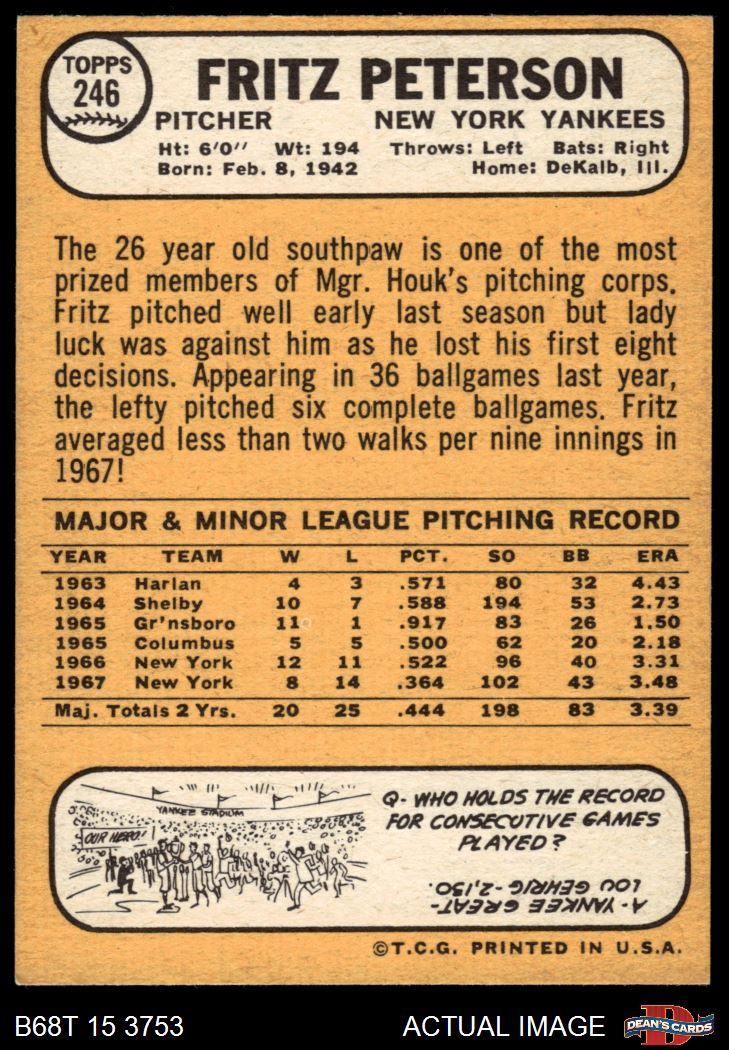 TOPPS
246
FRITZ PETERSON
PITCHER NEW YORK YANKEES
Ht: 6'0" Wt: 194 Throws: Left Bats: Right
Born: Feb. 8, 1942 Home: DeKalb, Ill.
The 26 year old southpaw is one of the most
prized members of Mgr. Houk's pitching corps.
Fritz pitched well early last season but lady
luck was against him as he lost his first eight
decisions. Appearing in 36 ballgames last year,
the lefty pitched six complete ballgames. Fritz
averaged less than two walks per nine innings in
1967!
MAJOR & MINOR LEAGUE PITCHING RECORD
YEAR TEAM W L PCT. SO BB ERA
1963 Harlan 4 3 .571 80 32 4.43
1964 Shelby 10 7 .588 194 53 2.73
1965 Gr'nsboro 11 1 .917 83 26 1.50
1965 Columbus 5 5 .500 62 20 2.18
1966 New York 12 11 .522 96 40 3.31
1967 New York 8 14 .364 102 43 3.48
Maj. Totals 2 Yrs. 20 25 .444 198 83 3.39
YANKEE STADIUM
OUR HERO!
Q- WHO HOLDS THE RECORD
FOR CONSECUTIVE GAMES
PLAYED?
A- YANKEE GREAT-
LOU GEHRIG-2,130.
©T.C.G. PRINTED IN U.S.A.
B68T 15 3753 ACTUAL IMAGE
D
DEAN'S CARDS